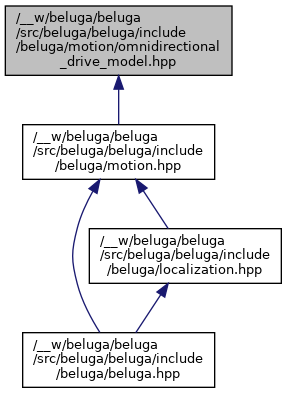 /__w/beluga/beluga
/src/beluga/beluga/include
/beluga/motion/omnidirectional
_drive_model.hpp
/__w/beluga/beluga
/src/beluga/beluga/include
/beluga/motion.hpp
/__w/beluga/beluga
/src/beluga/beluga/include
/beluga/localization.hpp
/__w/beluga/beluga
/src/beluga/beluga/include
/beluga/beluga.hpp